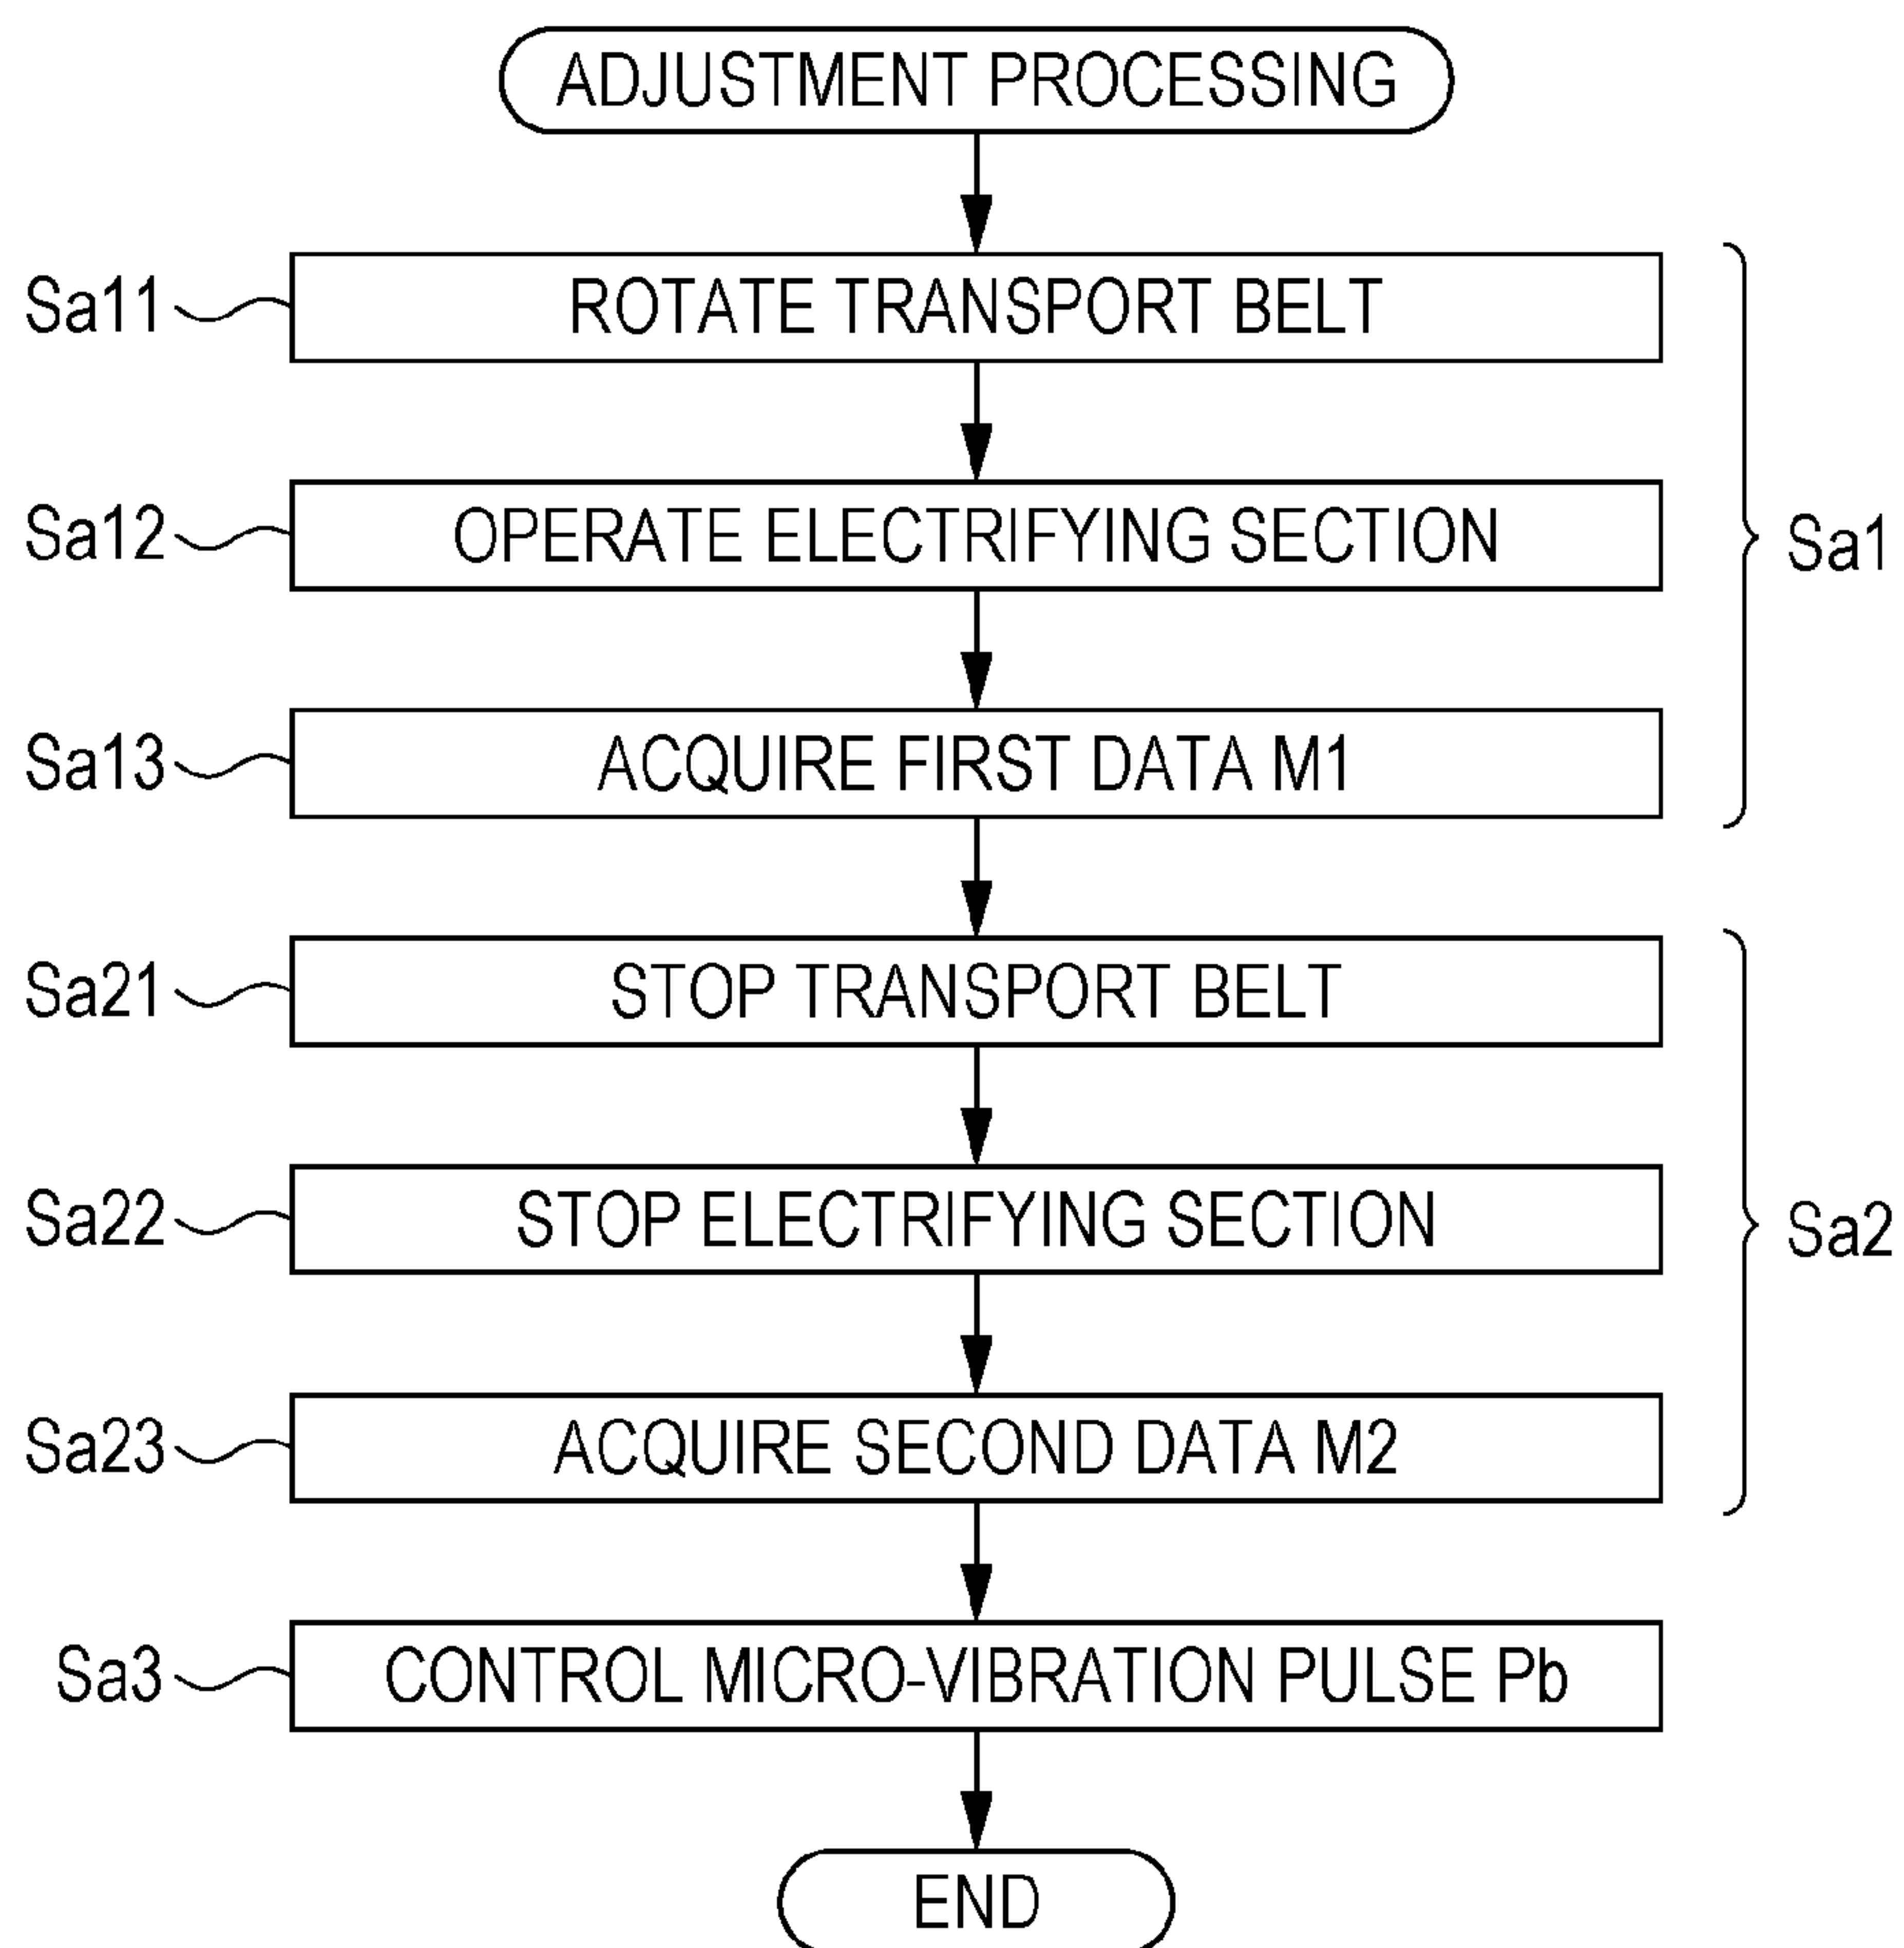 ADJUSTMENT PROCESSING
Sa11 ROTATE TRANSPORT BELT
Sa12 OPERATE ELECTRIFYING SECTION
Sa1
Sa13 ACQUIRE FIRST DATA M1
Sa21 STOP TRANSPORT BELT
Sa22 STOP ELECTRIFYING SECTION
Sa2
Sa23 ACQUIRE SECOND DATA M2
Sa3 CONTROL MICRO-VIBRATION PULSE Pb
END